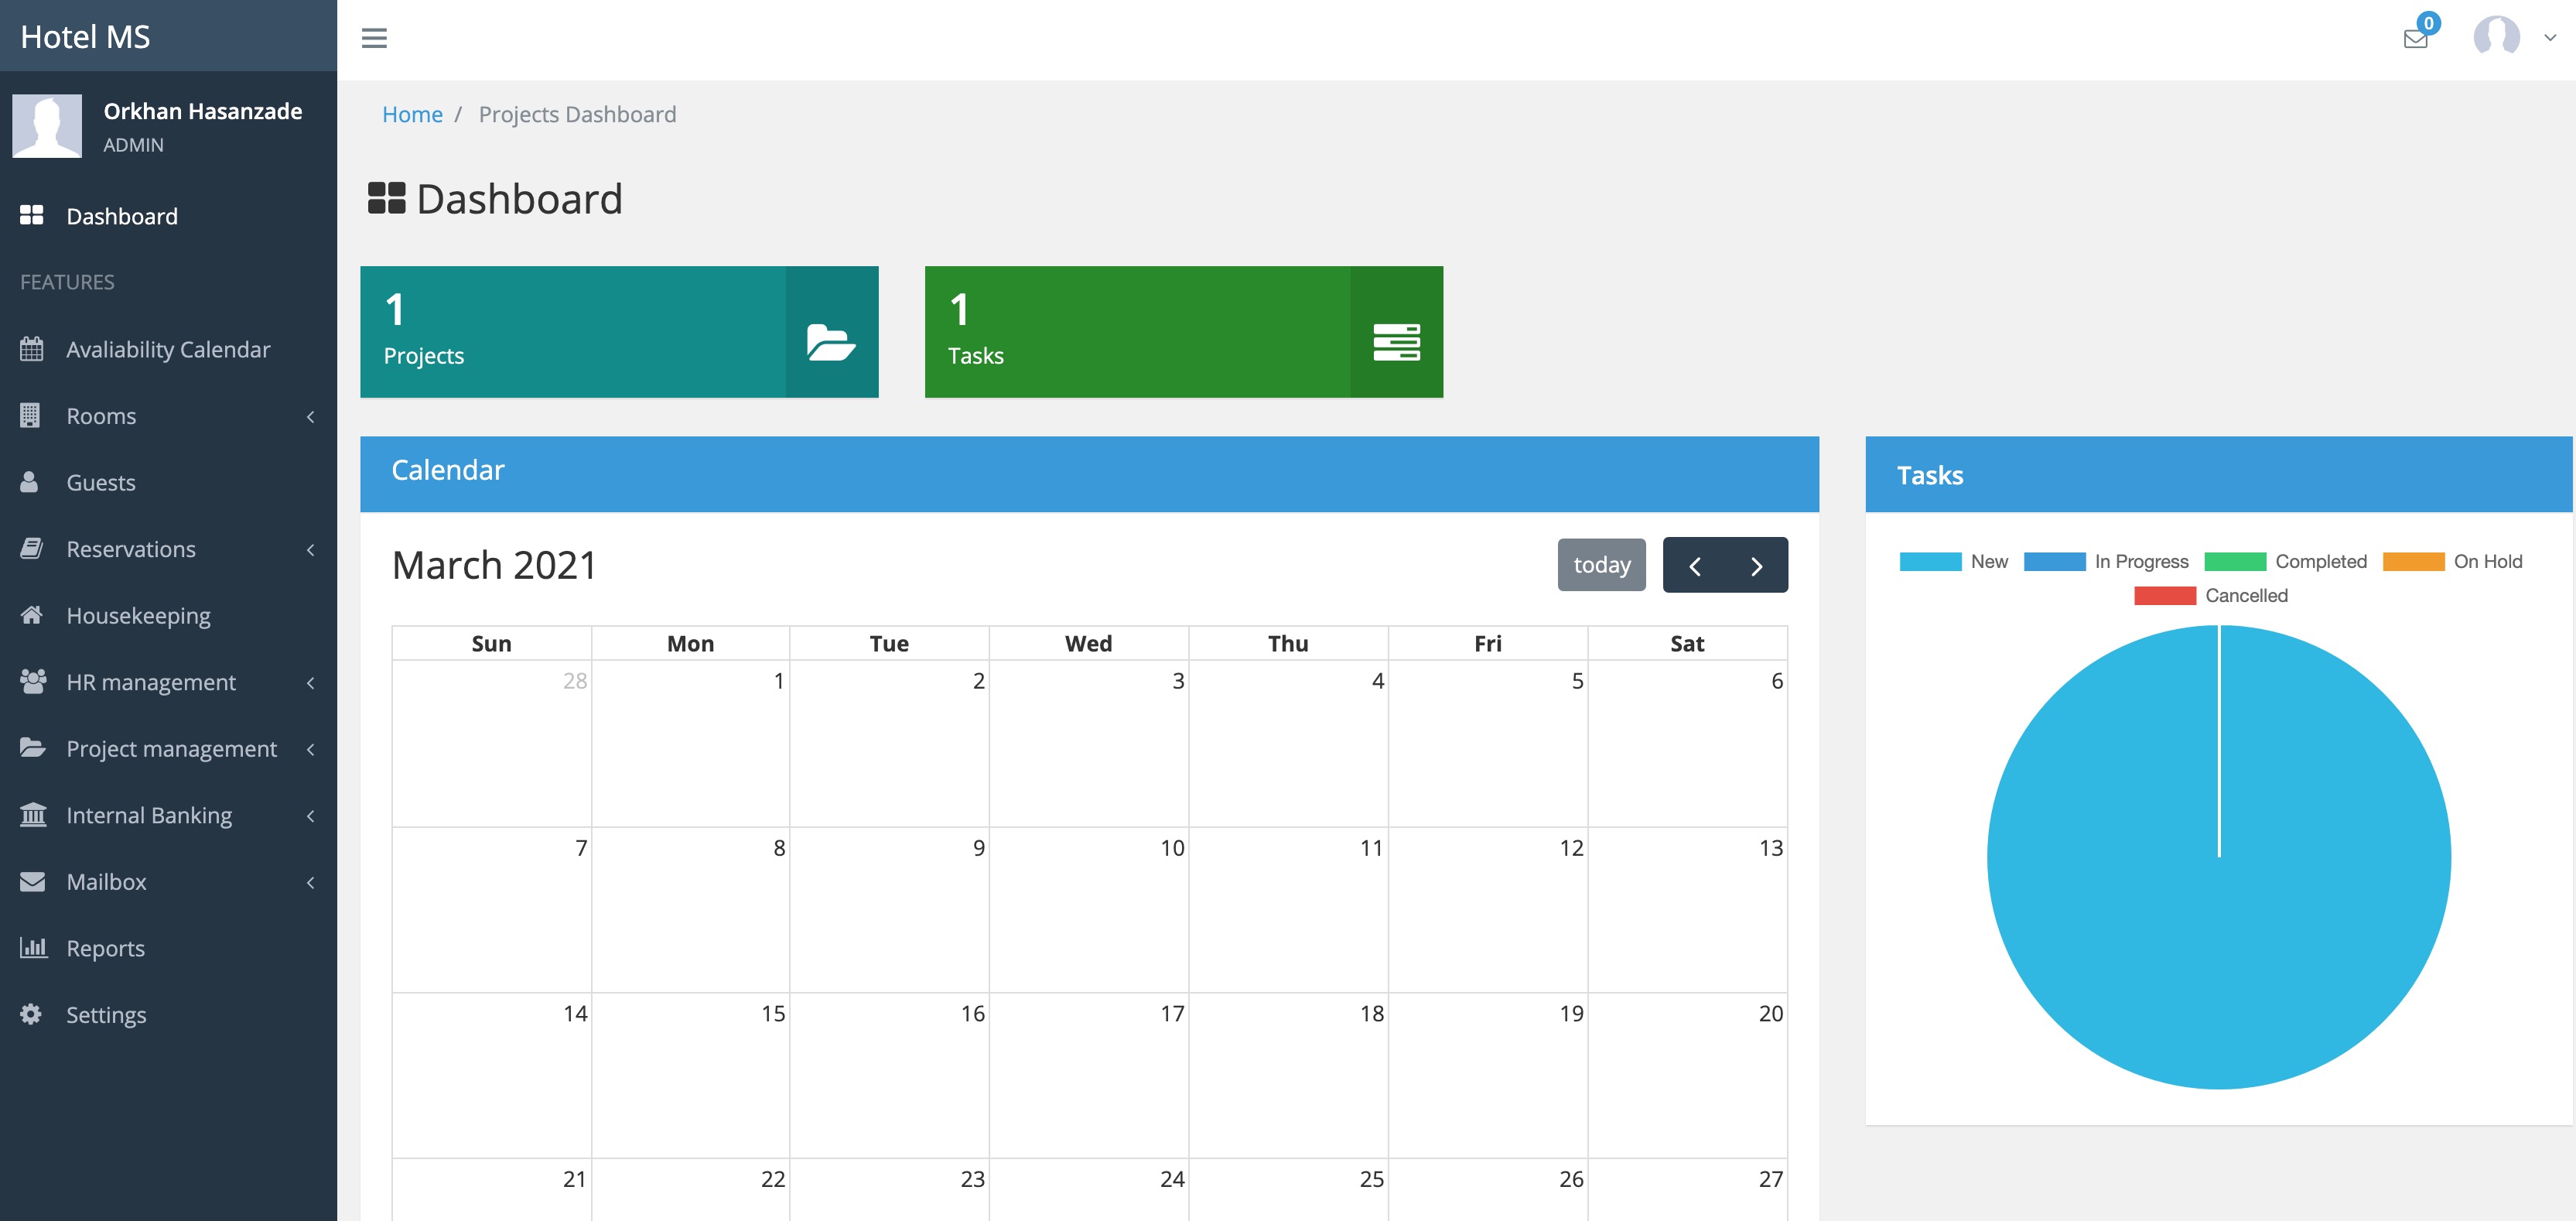 Hotel MS
0
Orkhan Hasanzade
ADMIN
Dashboard
FEATURES
Avaliability Calendar
Rooms
Guests
Reservations
Housekeeping
HR management
Project management
Internal Banking
Mailbox
Reports
Settings
Home / Projects Dashboard
Dashboard
1
Projects
1
Tasks
Calendar
March 2021
today
Sun Mon Tue Wed Thu Fri Sat
28 1 2 3 4 5 6
7 8 9 10 11 12 13
14 15 16 17 18 19 20
21 22 23 24 25 26 27
Tasks
New In Progress Completed On Hold
Cancelled